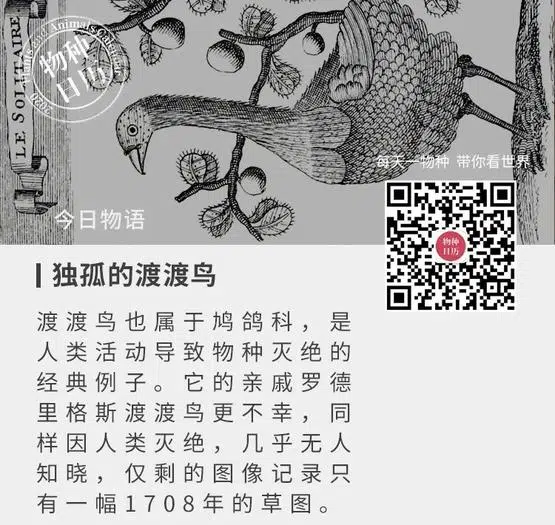 LE SOLITAIRE
物种
日历
2020
每天一物种 带你看世界
今日物语
物种
日历
独孤的渡渡鸟
渡渡鸟也属于鸠鸽科，是
人类活动导致物种灭绝的
经典例子。它的亲戚罗德
里格斯渡渡鸟更不幸，同
样因人类灭绝，几乎无人
知晓，仅剩的图像记录只
有一幅1708年的草图。